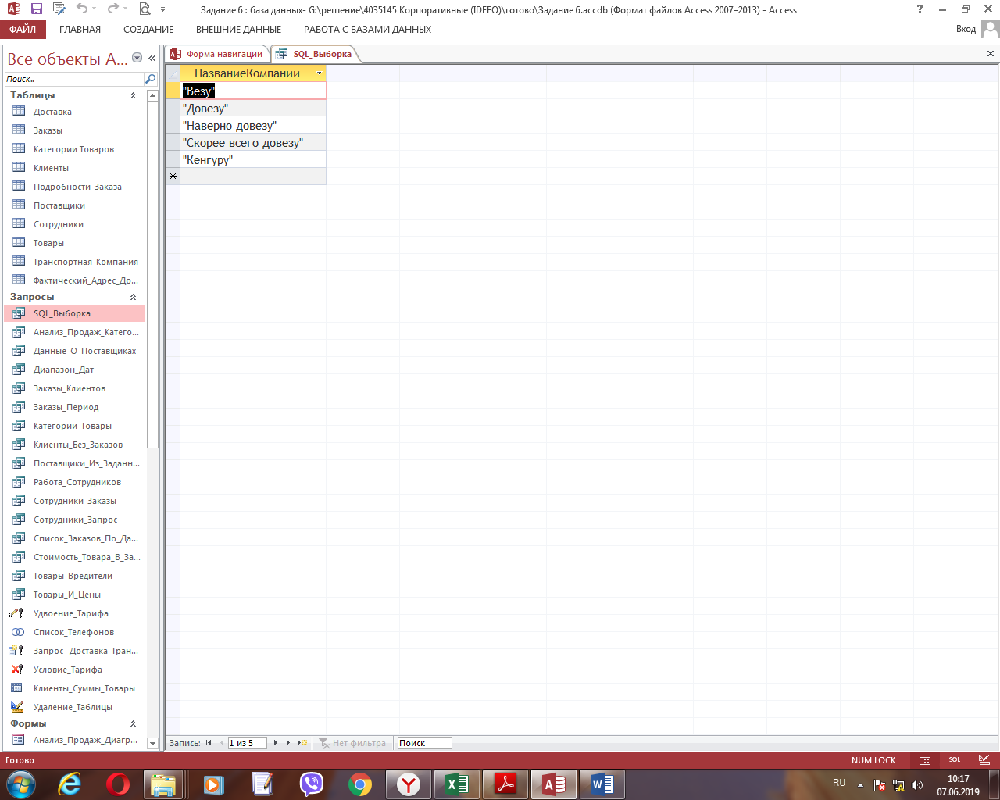 Задание 6 : база данных- G:\решение\4035145 Корпоративные (IDEFO)\готово\Задание 6.accdb (Формат файлов Access 2007–2013) - Access
ФАЙЛ ГЛАВНАЯ СОЗДАНИЕ ВНЕШНИЕ ДАННЫЕ РАБОТА С БАЗАМИ ДАННЫХ Вход
Все объекты A...
Поиск...
Таблицы
Доставка
Заказы
Категории Товаров
Клиенты
Подробности_Заказа
Поставщики
Сотрудники
Товары
Транспортная_Компания
Фактический_Адрес_До...
Запросы
SQL_Выборка
Анализ_Продаж_Катего...
Данные_О_Поставщиках
Диапазон_Дат
Заказы_Клиентов
Заказы_Период
Категории_Товары
Клиенты_Без_Заказов
Поставщики_Из_Заданн...
Работа_Сотрудников
Сотрудники_Заказы
Сотрудники_Запрос
Список_Заказов_По_Да...
Стоимость_Товара_В_За...
Товары_Вредители
Товары_И_Цены
Удвоение_Тарифа
Список_Телефонов
Запрос_ Доставка_Тран...
Условие_Тарифа
Клиенты_Суммы_Товары
Удаление_Таблицы
Формы
Анализ_Продаж_Диагр...
Форма навигации SQL_Выборка
НазваниеКомпании
"Везу"
"Довезу"
"Наверно довезу"
"Скорее всего довезу"
"Кенгуру"
Запись: 1 из 5 Нет фильтра Поиск
Готово NUM LOCK SQL
RU 10:17
07.06.2019